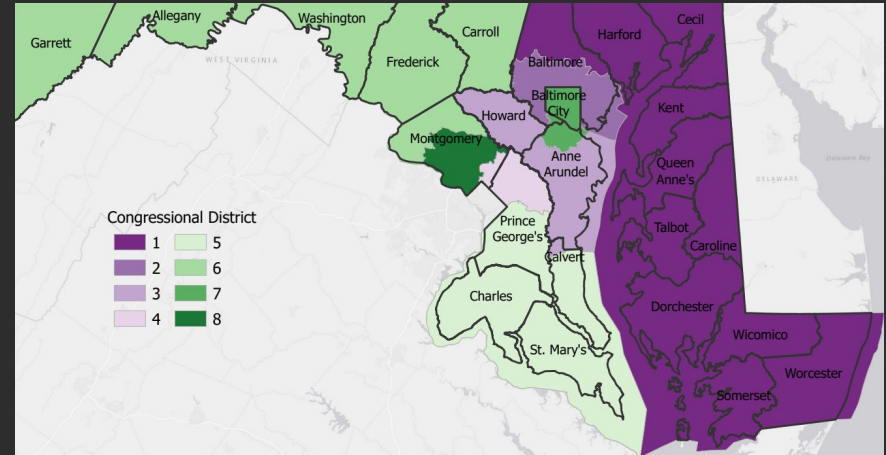 Garrett
Allegany
Washington
Carroll
Harford
Cecil
WEST VIRGINIA
Frederick
Baltimore
Baltimore
City
Kent
Howard
Montgomery
Anne
Arundel
Queen
Anne's
Delaware Bay
DELAWARE
Congressional District
1
2
3
4
5
6
7
8
Prince
George's
Talbot
Caroline
Calvert
Charles
Dorchester
Wicomico
St. Mary's
Worcester
Somerset